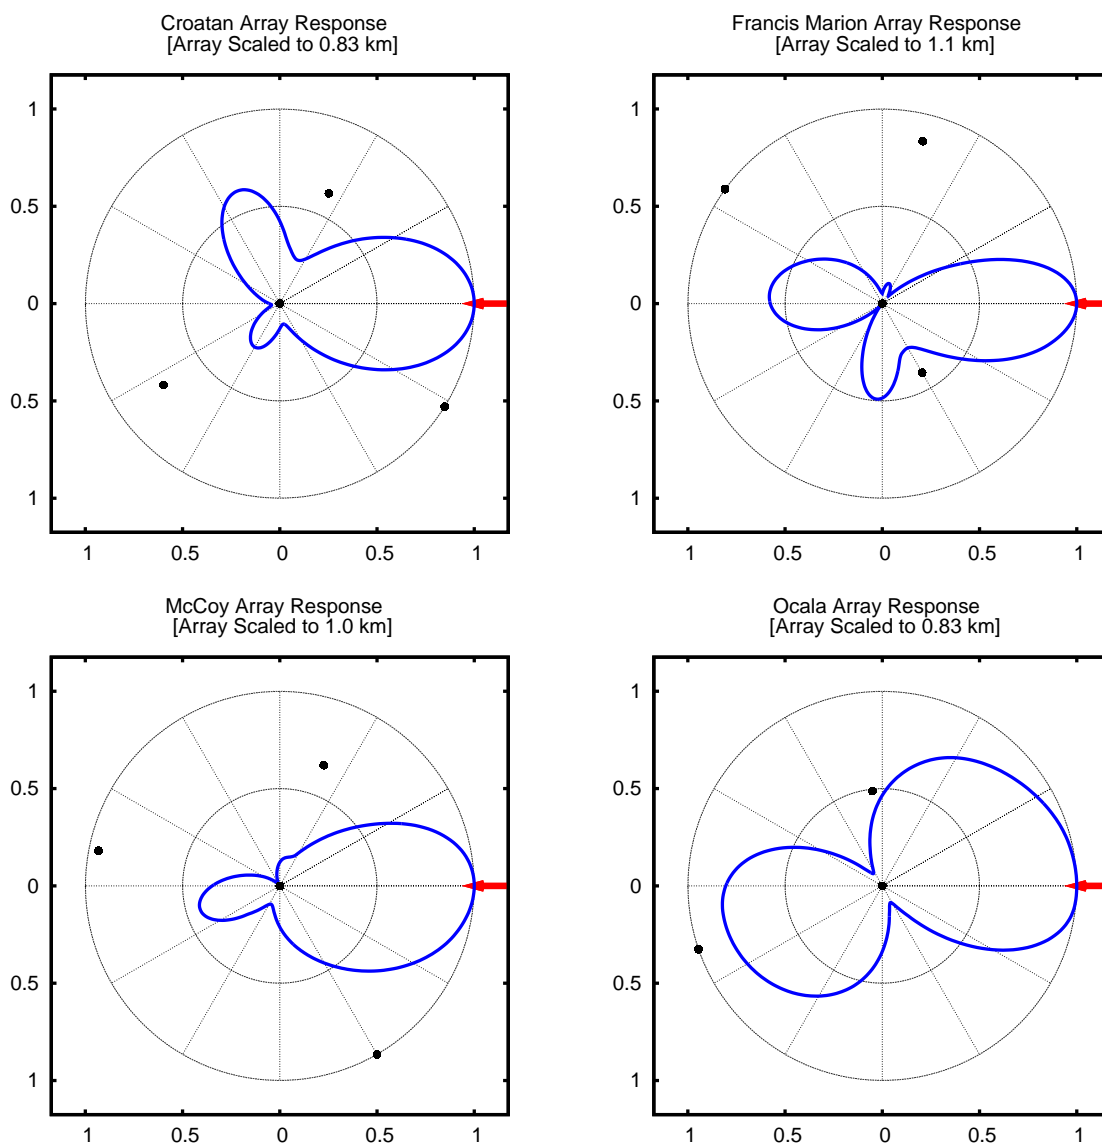 Croatan Array Response
[Array Scaled to 0.83 km]
1
0.5
0
0.5
1
1 0.5 0 0.5 1
Francis Marion Array Response
[Array Scaled to 1.1 km]
1
0.5
0
0.5
1
1 0.5 0 0.5 1
McCoy Array Response
[Array Scaled to 1.0 km]
1
0.5
0
0.5
1
1 0.5 0 0.5 1
Ocala Array Response
[Array Scaled to 0.83 km]
1
0.5
0
0.5
1
1 0.5 0 0.5 1